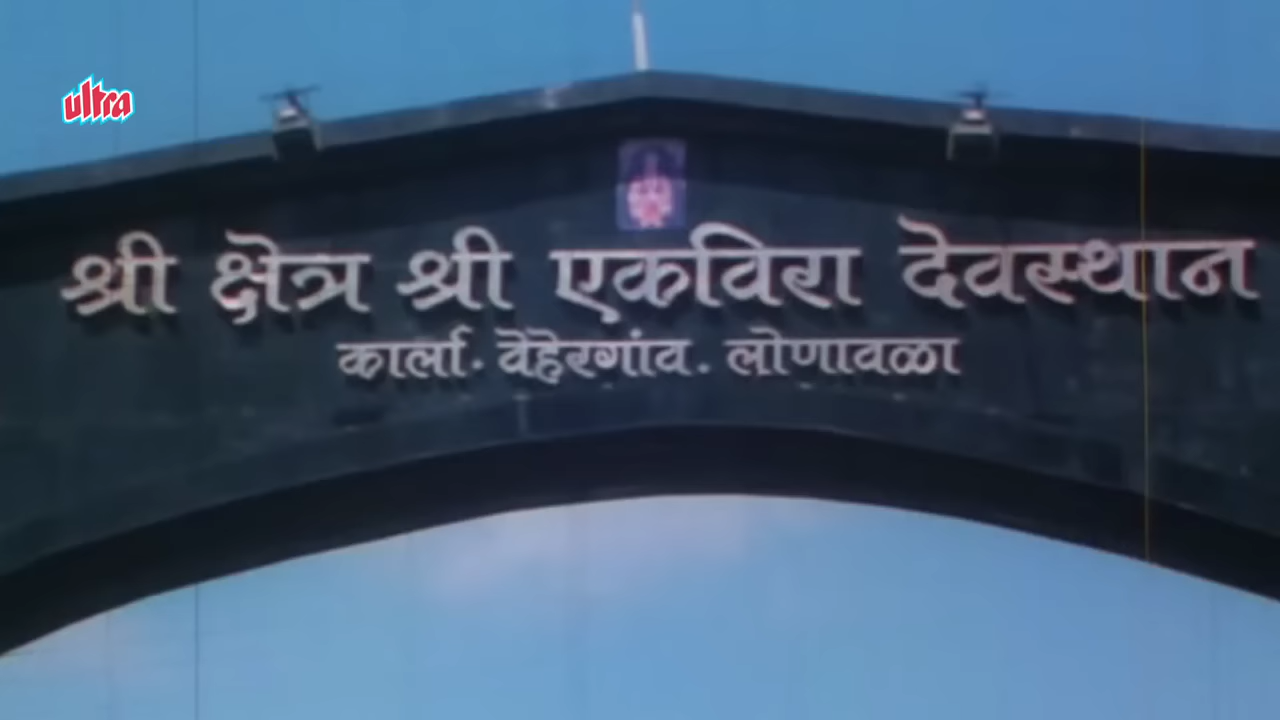 ultra
श्री क्षेत्र श्री एकविरा देवस्थान
कार्ला. वेहेरगांव. लोणावळा